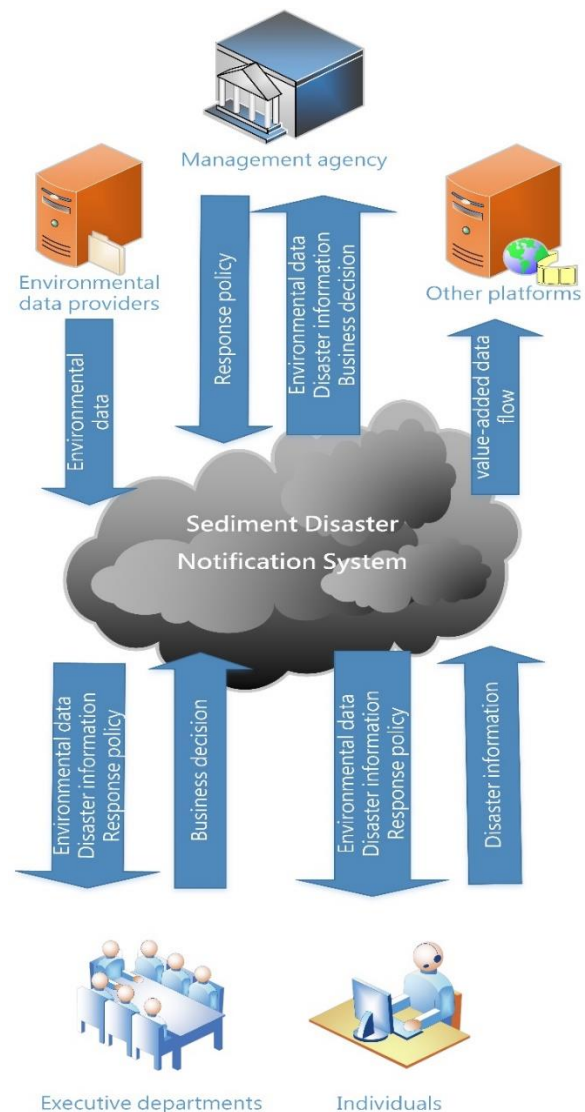 Management agency
Environmental
data providers
Other platforms
Response policy
Environmental data
Disaster information
Business decision
Environmental
data
value-added data
flow
Sediment Disaster
Notification System
Environmental data
Disaster information
Response policy
Business decision
Environmental data
Disaster information
Response policy
Disaster information
Executive departments
Individuals